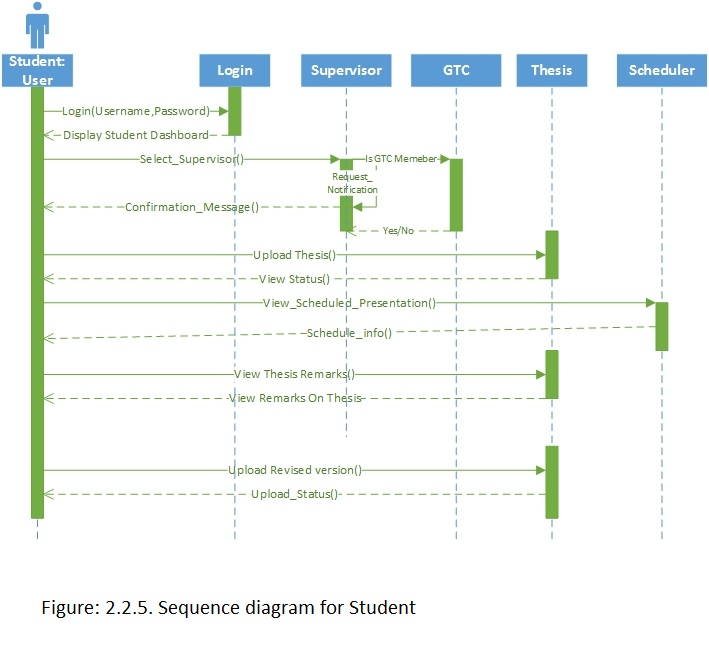 Student:
User
Login
Supervisor
GTC
Thesis
Scheduler
Login(Username,Password)
Display Student Dashboard
Select_Supervisor()
Is GTC Memeber
Request_
Notification
Confirmation_Message()
Yes/No
Upload Thesis()
View Status()
View_Scheduled_Presentation()
Schedule_info()
View Thesis Remarks()
View Remarks On Thesis
Upload Revised version()
Upload_Status()
Figure: 2.2.5. Sequence diagram for Student